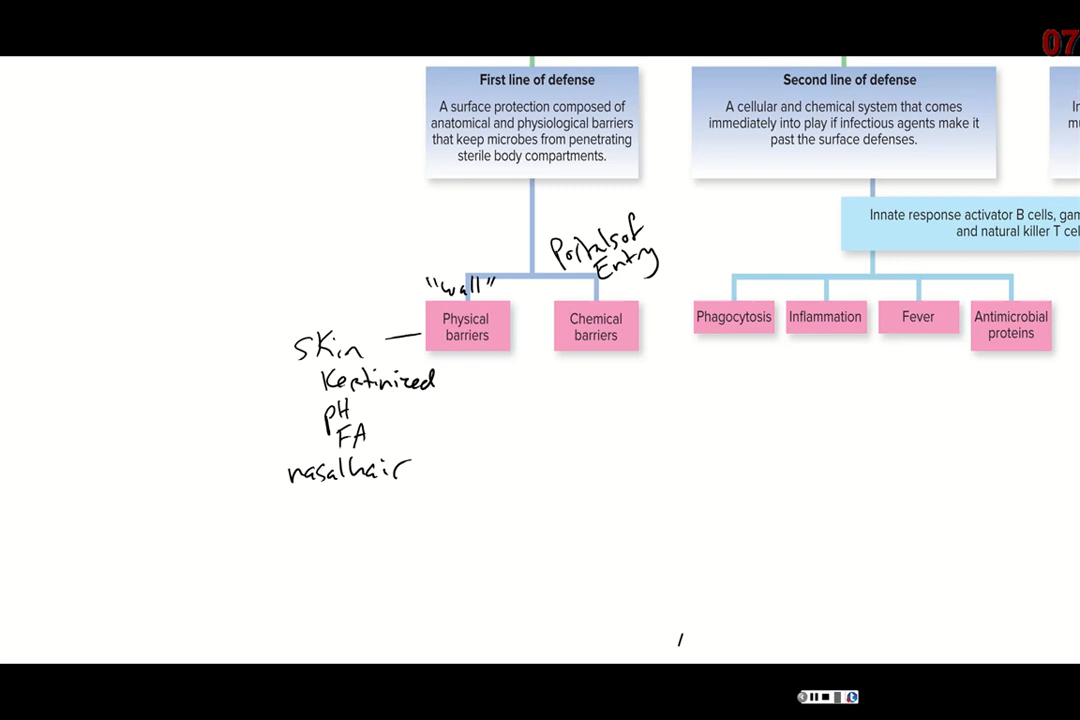 07
First line of defense
A surface protection composed of
anatomical and physiological barriers
that keep microbes from penetrating
sterile body compartments.
Second line of defense
A cellular and chemical system that comes
immediately into play if infectious agents make it
past the surface defenses.
In
mu
Innate response activator B cells, gam
and natural killer T cel
Portals of
Entry
"wall"
Physical
barriers
Chemical
barriers
Phagocytosis
Inflammation
Fever
Antimicrobial
proteins
skin
Keptinized
pH
FA
nasal hair